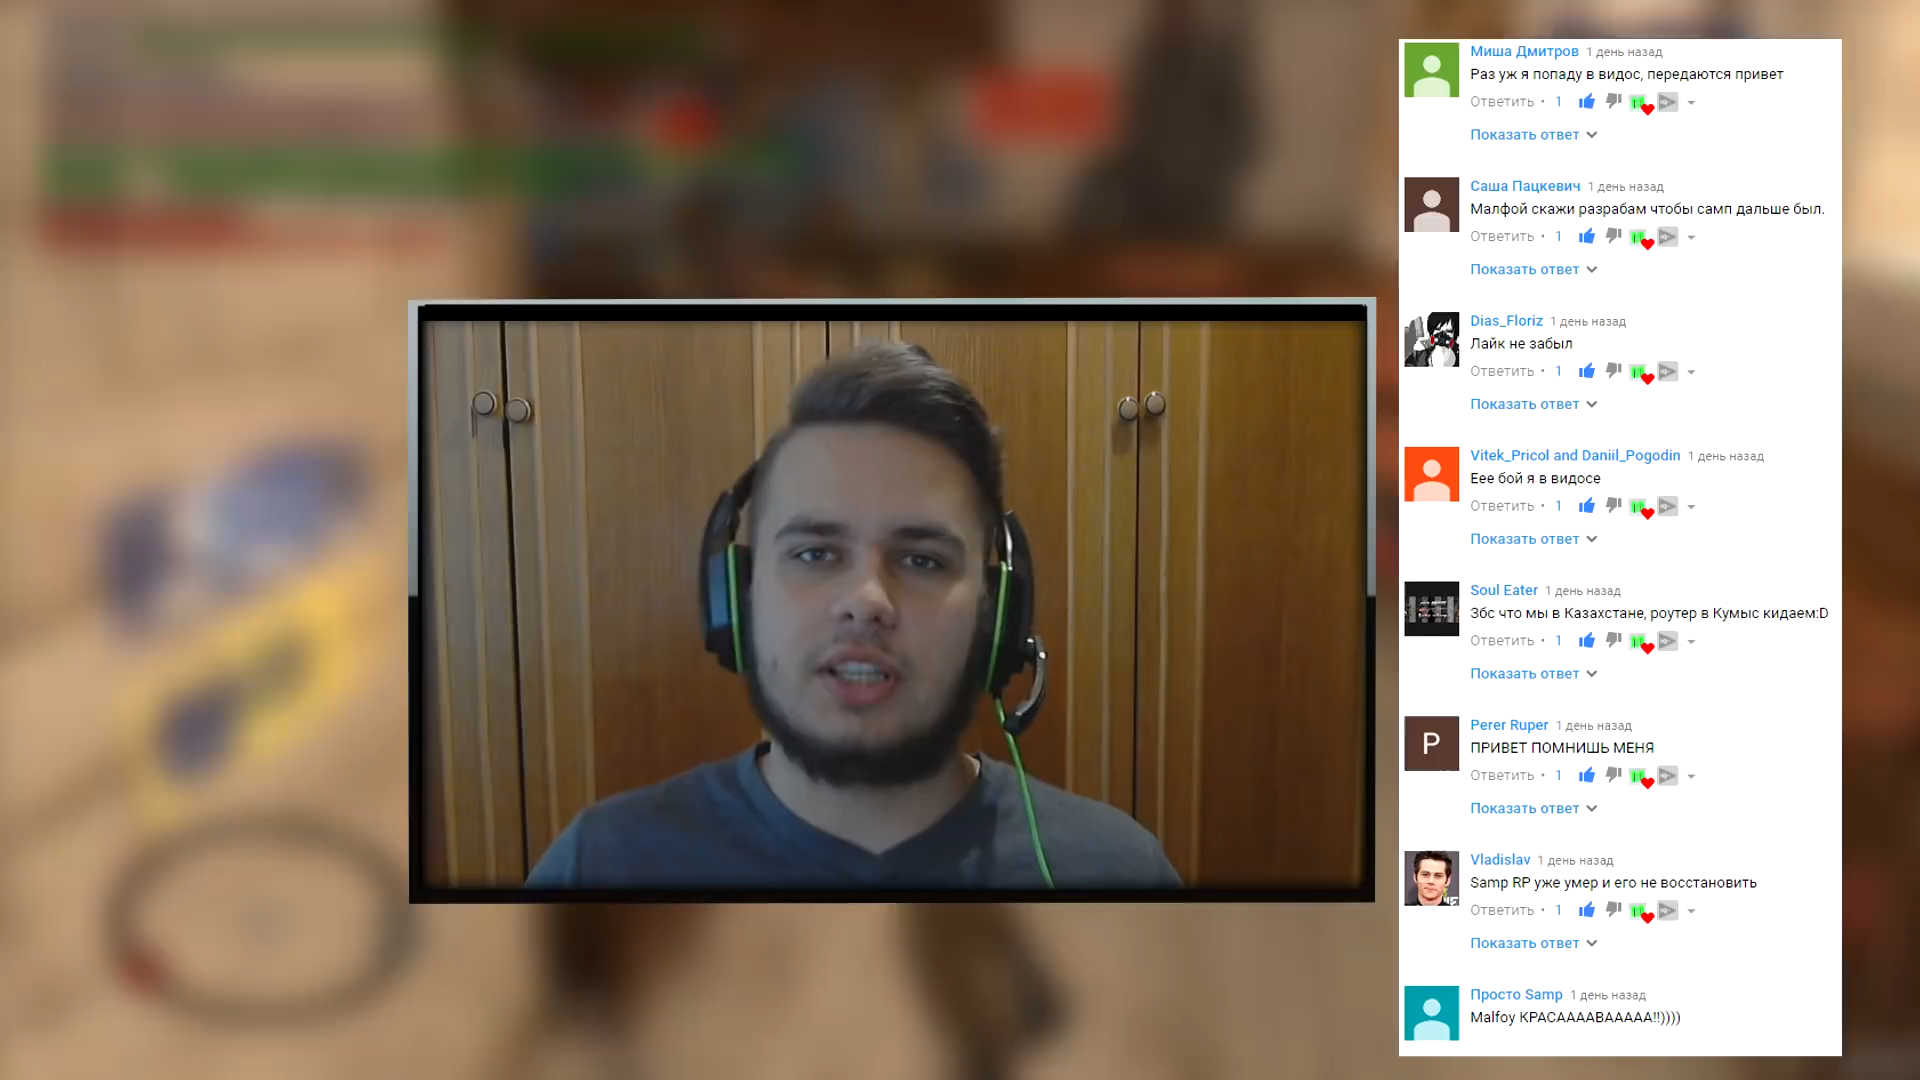 Миша Дмитров 1 день назад
Раз уж я попаду в видос, передаются привет
Ответить • 1
Показать ответ
Саша Пацкевич 1 день назад
Малфой скажи разрабам чтобы самп дальше был.
Ответить • 1
Показать ответ
Dias_Floriz 1 день назад
Лайк не забыл
Ответить • 1
Показать ответ
Vitek_Pricol and Daniil_Pogodin 1 день назад
Еее бой я в видосе
Ответить • 1
Показать ответ
Soul Eater 1 день назад
Збс что мы в Казахстане, роутер в Кумыс кидаем:D
Ответить • 1
Показать ответ
P
Perer Ruper 1 день назад
ПРИВЕТ ПОМНИШЬ МЕНЯ
Ответить • 1
Показать ответ
Vladislav 1 день назад
Samp RP уже умер и его не восстановить
Ответить • 1
Показать ответ
Просто Samp 1 день назад
Malfoy КРАСААААВААААА!!))))